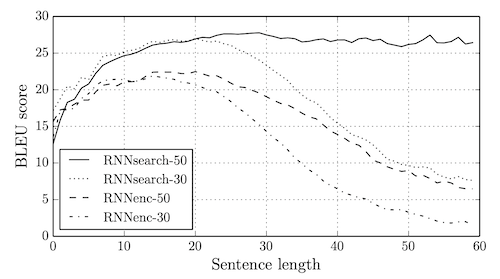 30
25
20
15
10
5
0
BLEU score
RNNsearch-50
RNNsearch-30
RNNenc-50
RNNenc-30
0 10 20 30 40 50 60
Sentence length